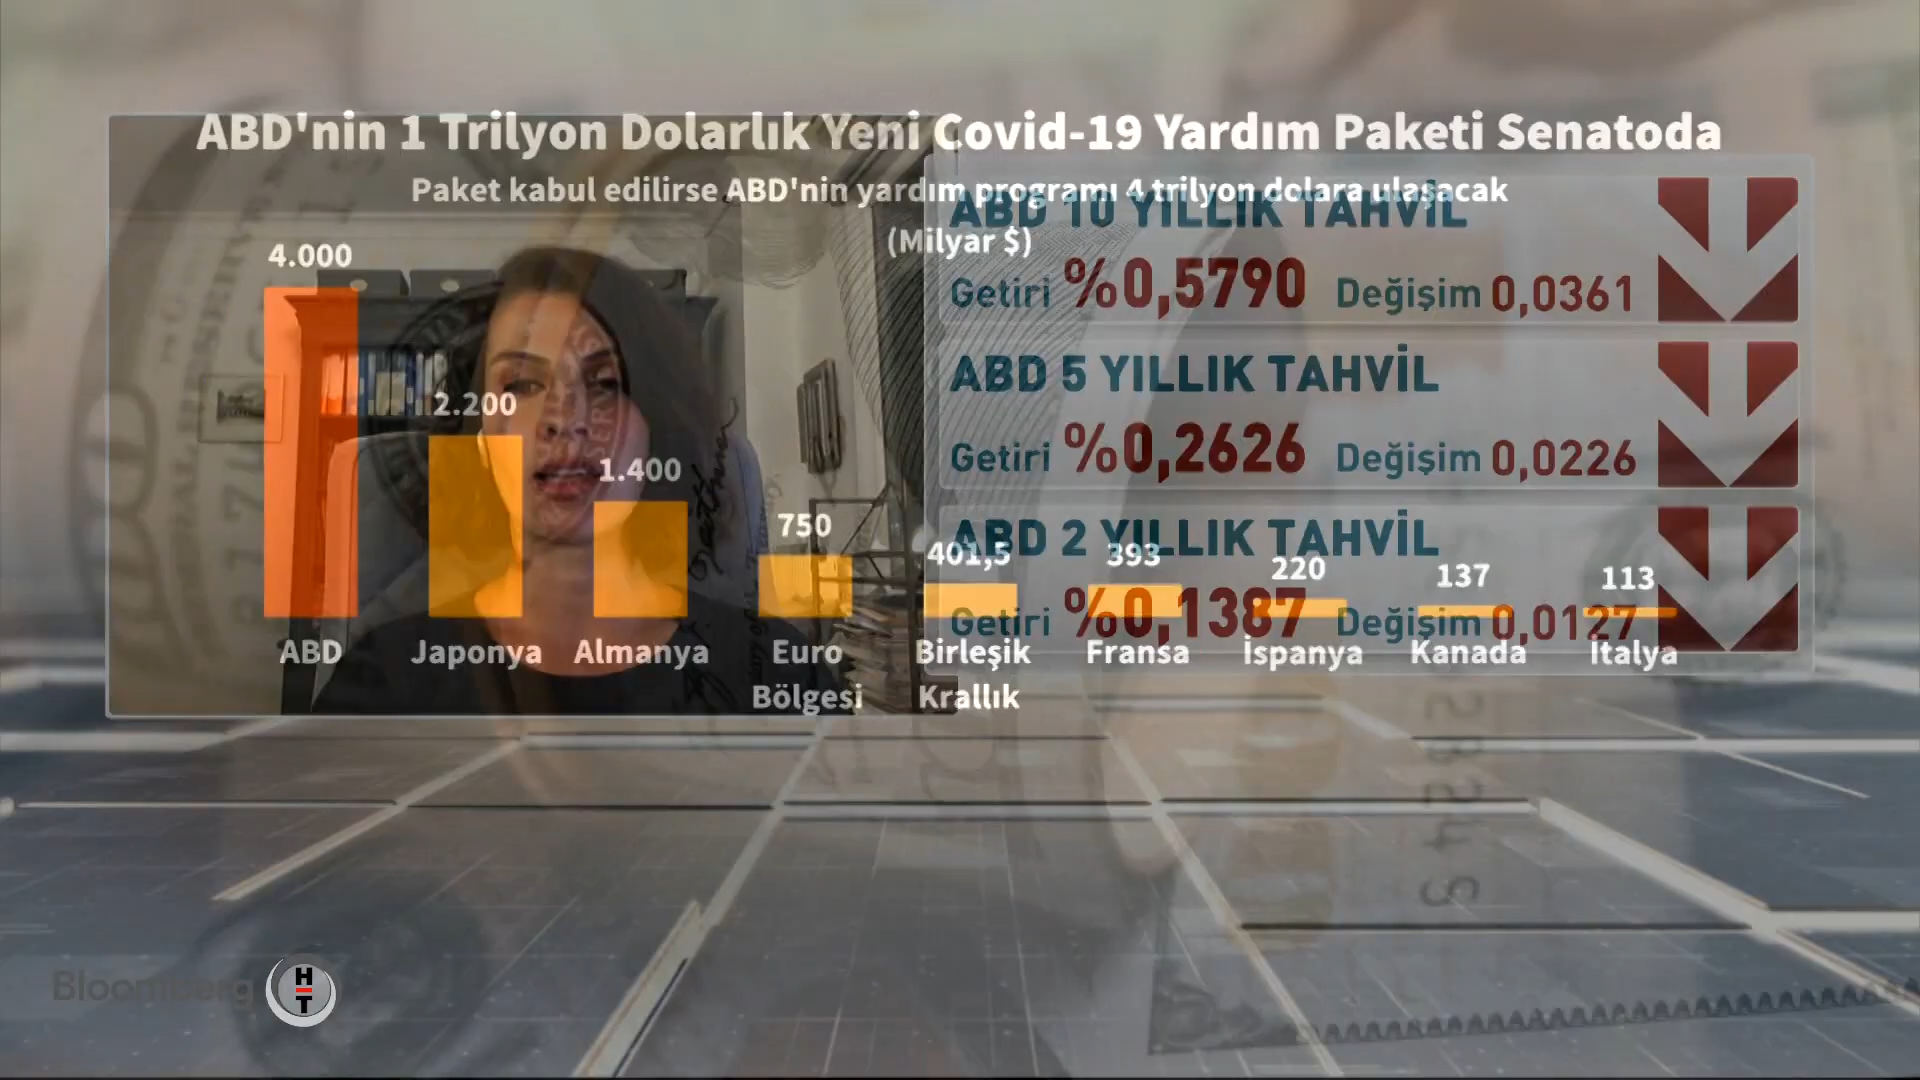 ABD'nin 1 Trilyon Dolarlık Yeni Covid-19 Yardım Paketi Senatoda
Paket kabul edilirse ABD'nin yardım programı 4 trilyon dolara ulaşacak
(Milyar $)
4.000
2.200
1.400
750
401,5
393
220
137
113
ABD
Japonya
Almanya
Euro
Bölgesi
Birleşik
Krallık
Fransa
İspanya
Kanada
İtalya
ABD 10 YILLIK TAHVİL
Getiri %0,5790 Değişim 0,0361
ABD 5 YILLIK TAHVİL
Getiri %0,2626 Değişim 0,0226
ABD 2 YILLIK TAHVİL
Getiri %0,1387 Değişim 0,0127
Bloomberg HT